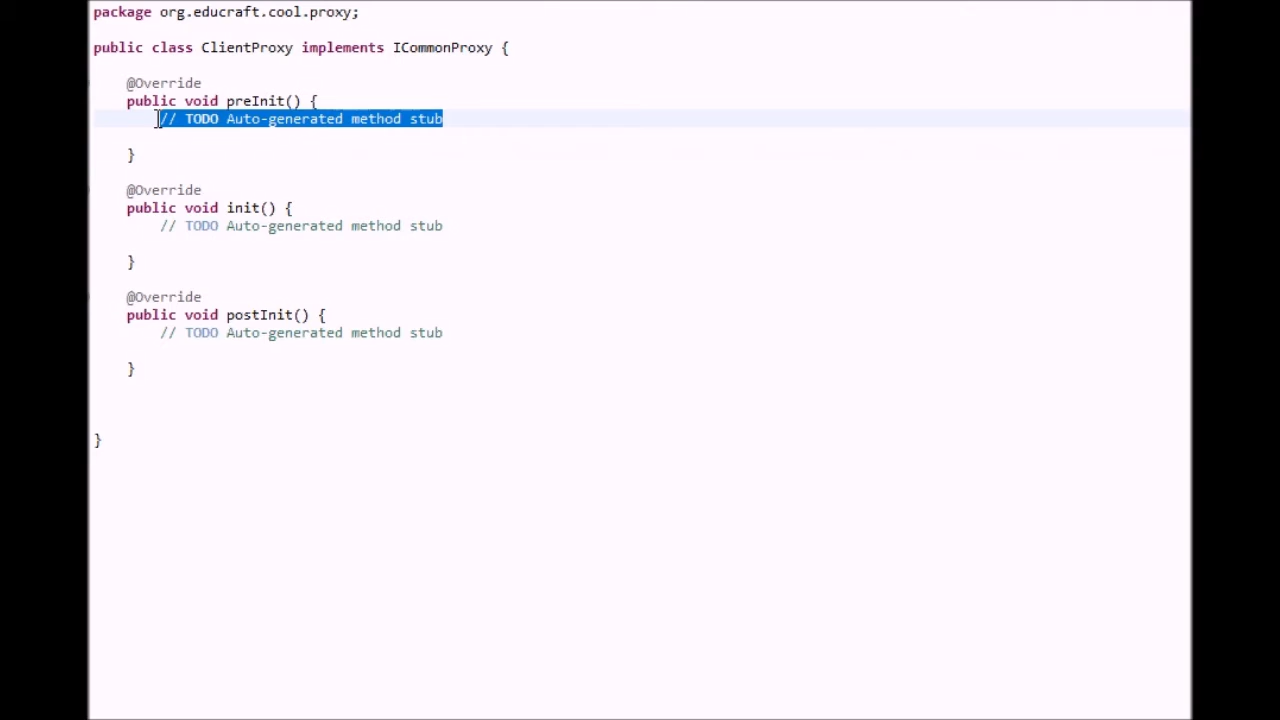 package org.educraft.cool.proxy;
public class ClientProxy implements ICommonProxy {
@Override
public void preInit() {
// TODO Auto-generated method stub
}
@Override
public void init() {
// TODO Auto-generated method stub
}
@Override
public void postInit() {
// TODO Auto-generated method stub
}
}